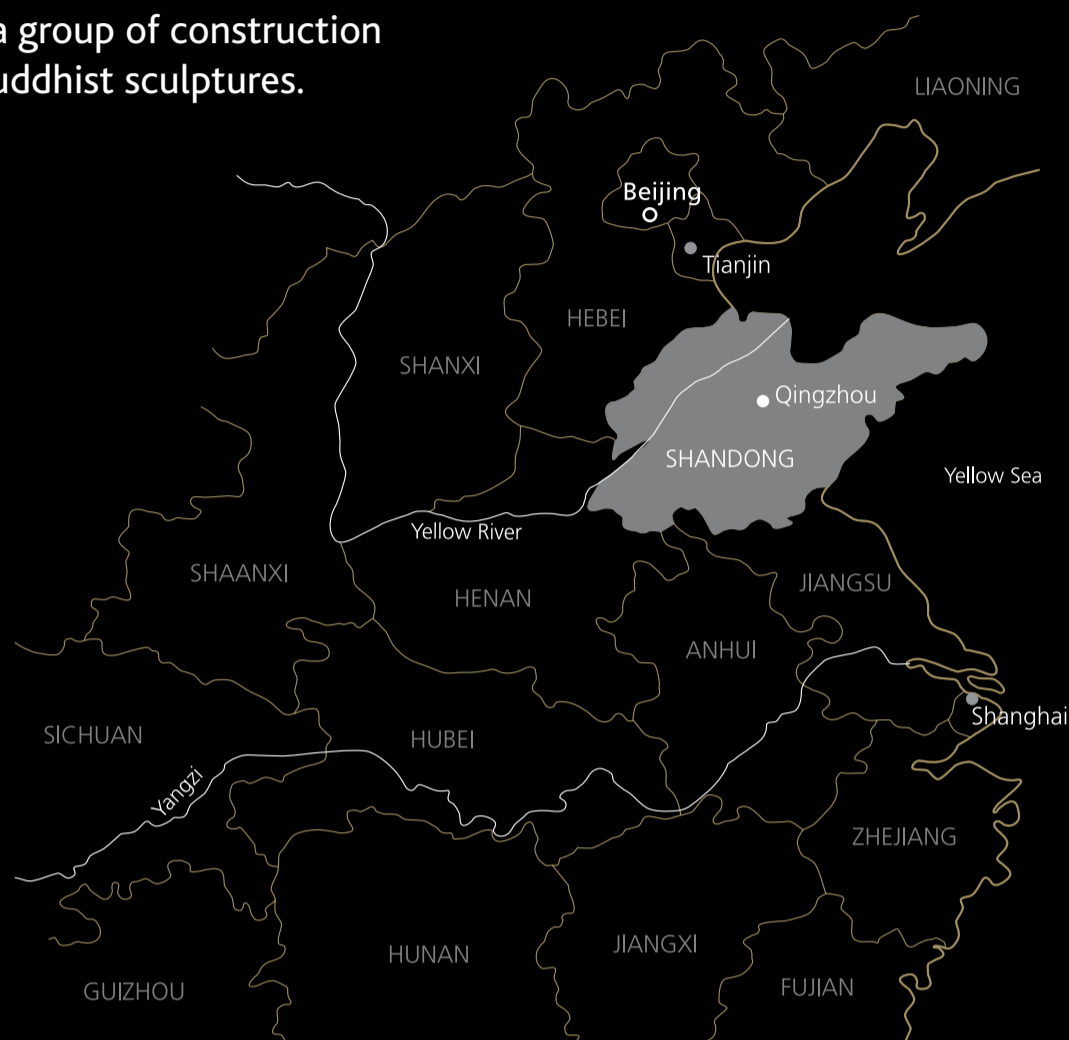 a group of construction
uddhist sculptures.
LIAONING
Beijing
Tianjin
HEBEI
SHANXI
Qingzhou
SHANDONG
Yellow Sea
Yellow River
SHAANXI
JIANGSU
HENAN
ANHUI
Shanghai
SICHUAN
HUBEI
Yangzi
ZHEJIANG
JIANGXI
HUNAN
FUJIAN
GUIZHOU